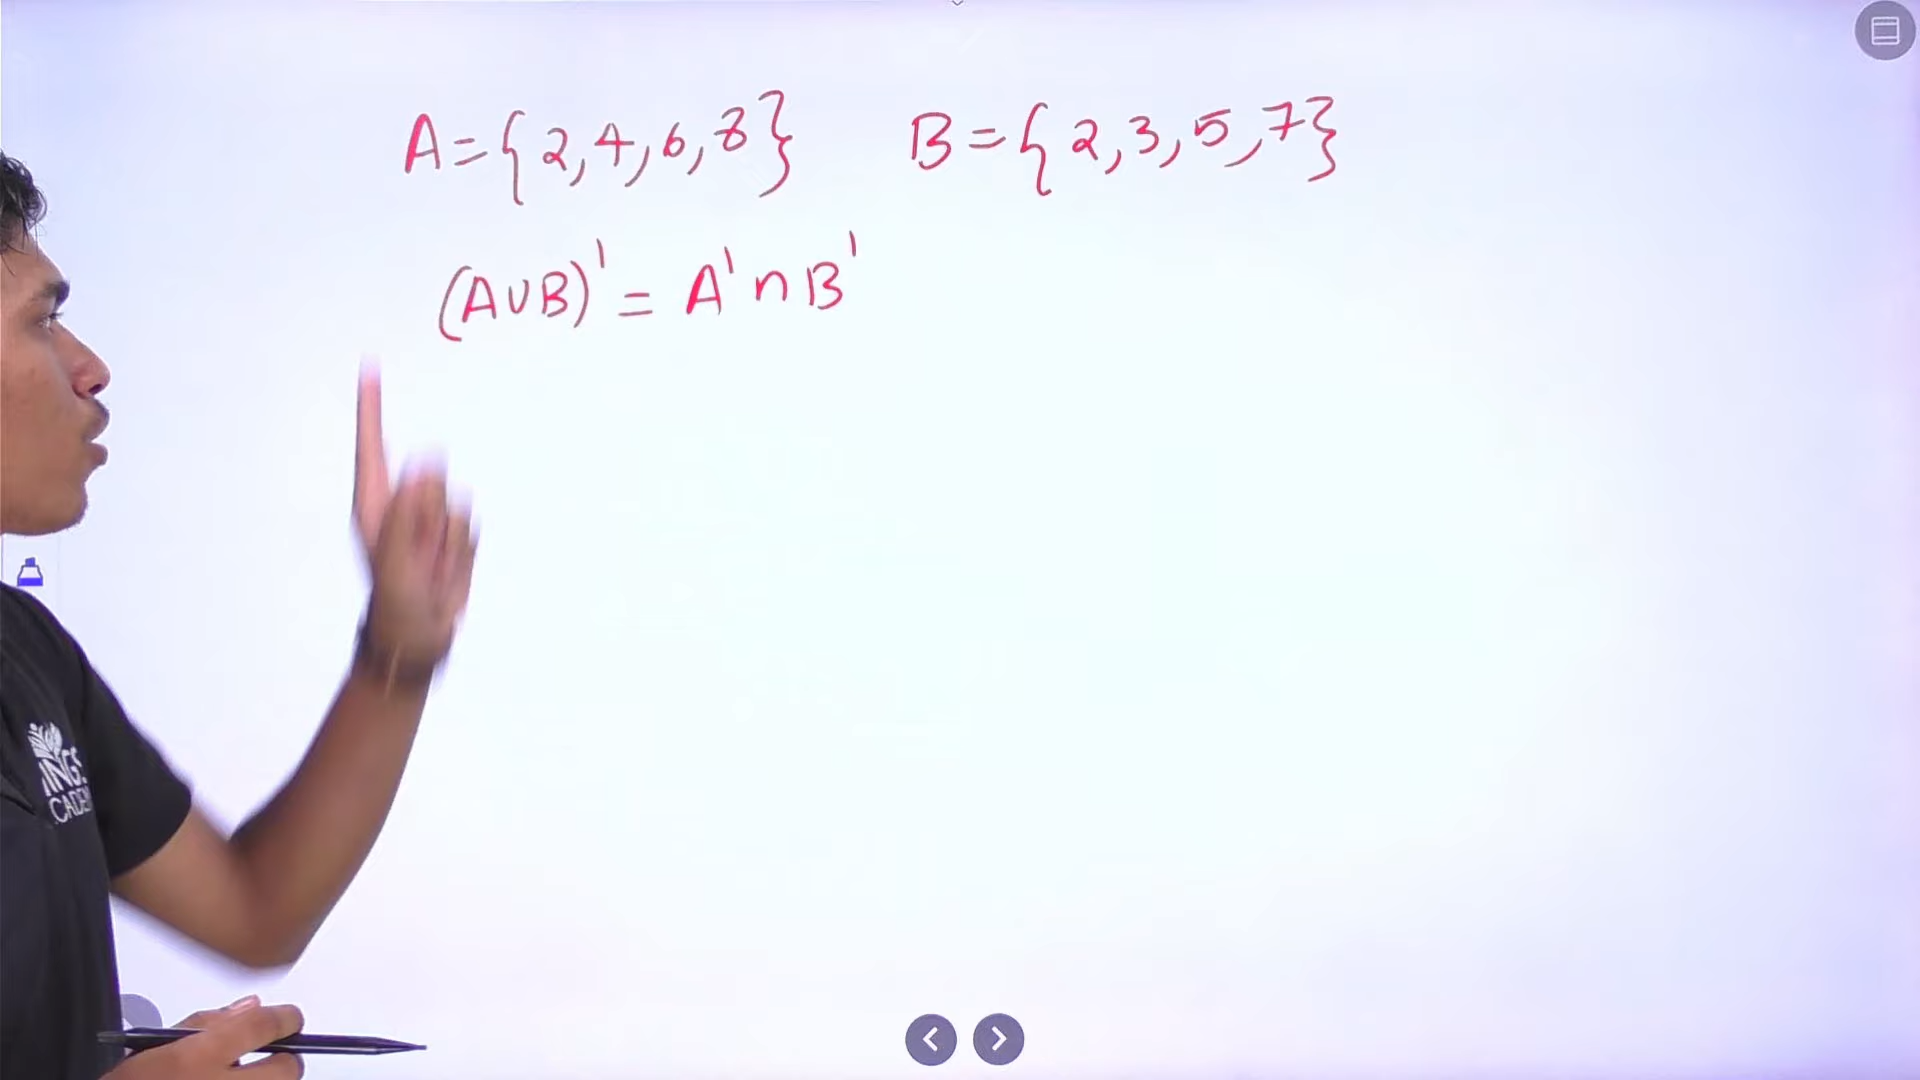 A = {2, 4, 6, 8} B = {2, 3, 5, 7}
(A∪B)' = A' ∩ B'